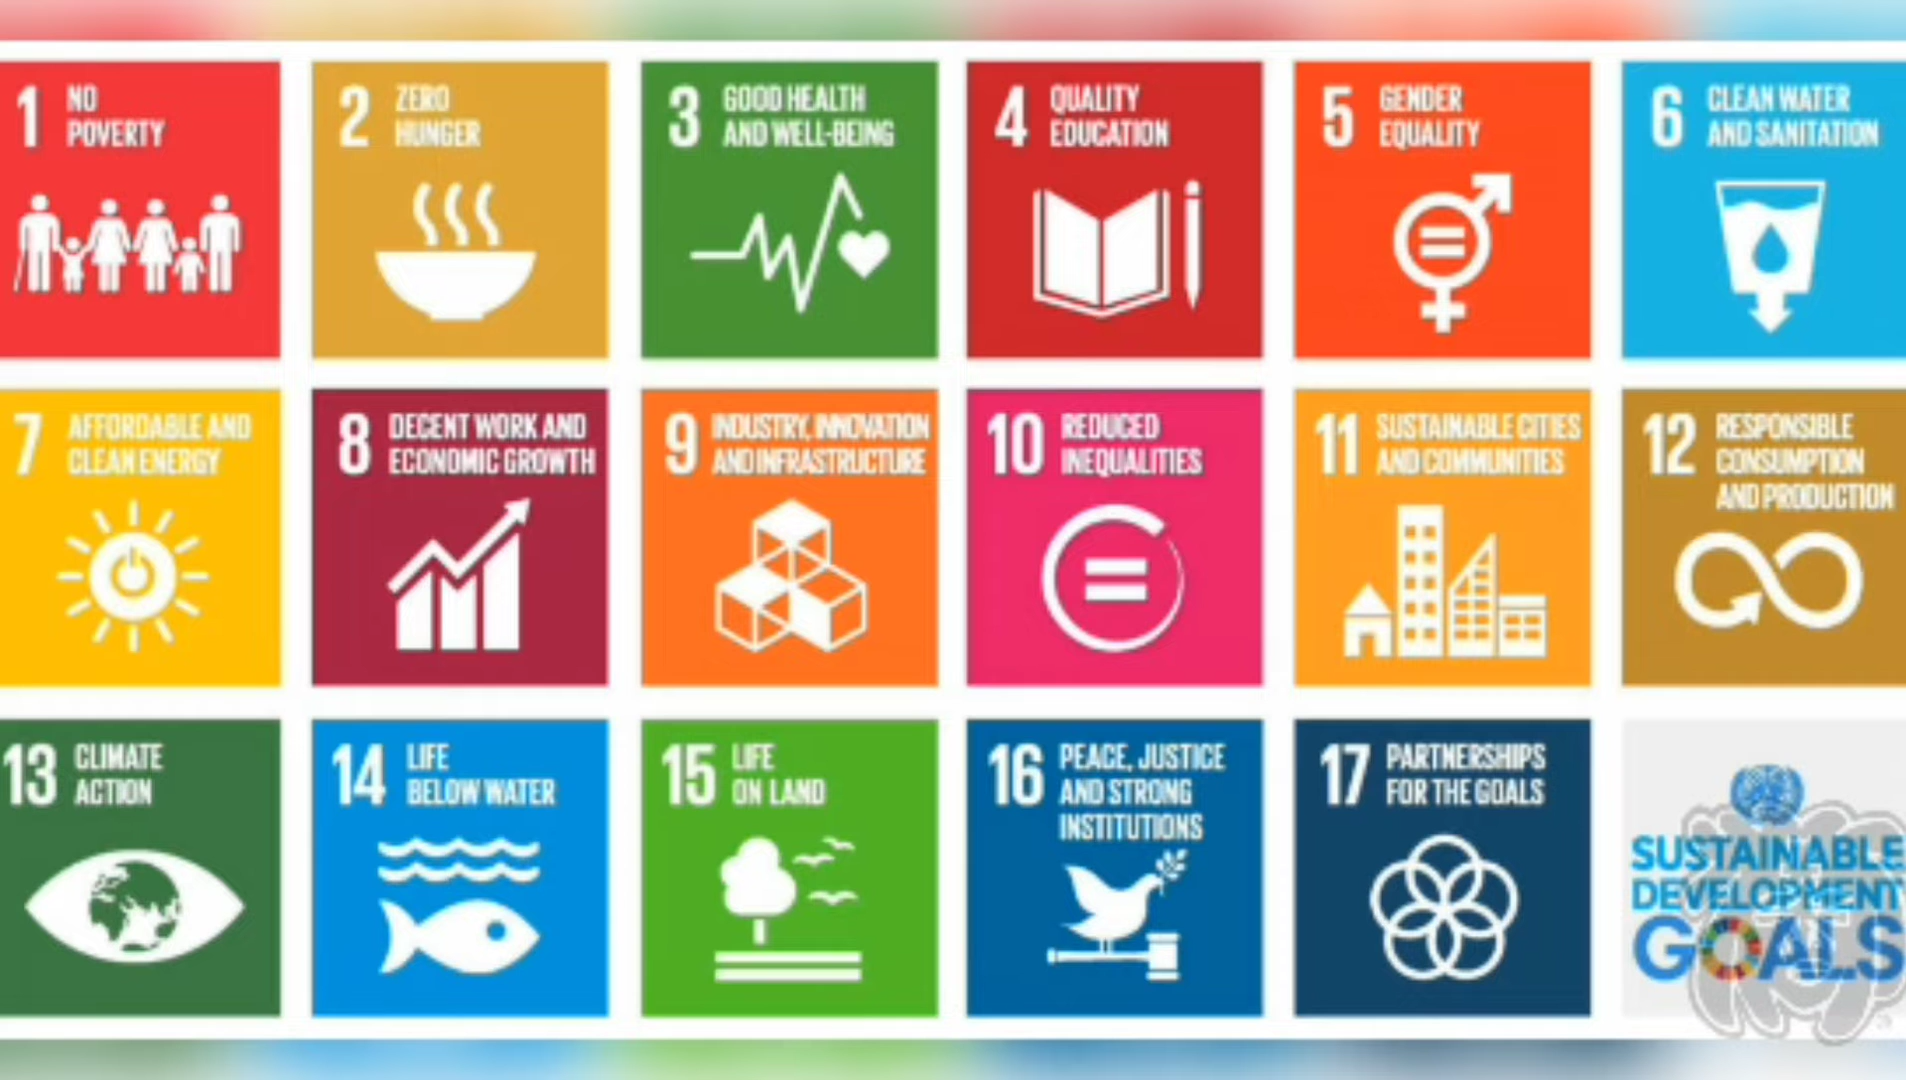 1 NO
POVERTY
2 ZERO
HUNGER
3 GOOD HEALTH
AND WELL-BEING
4 QUALITY
EDUCATION
5 GENDER
EQUALITY
6 CLEAN WATER
AND SANITATION
7 AFFORDABLE AND
CLEAN ENERGY
8 DECENT WORK AND
ECONOMIC GROWTH
9 INDUSTRY, INNOVATION
AND INFRASTRUCTURE
10 REDUCED
INEQUALITIES
11 SUSTAINABLE CITIES
AND COMMUNITIES
12 RESPONSIBLE
CONSUMPTION
AND PRODUCTION
13 CLIMATE
ACTION
14 LIFE
BELOW WATER
15 LIFE
ON LAND
16 PEACE, JUSTICE
AND STRONG
INSTITUTIONS
17 PARTNERSHIPS
FOR THE GOALS
SUSTAINABLE
DEVELOPMENT
GOALS